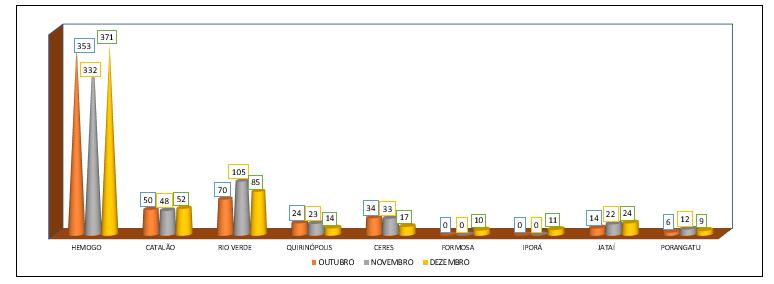 353 332 371
50 48 52
70 105 85
24 23 14
34 33 17
0 0 10
0 0 11
14 22 24
6 12 9
HEMOGO CATALÃO RIO VERDE QUIRINÓPOLIS CERES FORMOSA IPORÁ JATAÍ PORANGATU
OUTUBRO NOVEMBRO DEZEMBRO